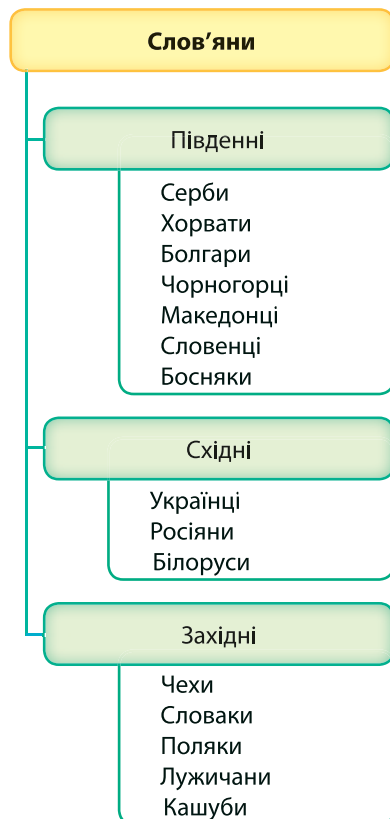 Слов’яни
Південні
Серби
Хорвати
Болгари
Чорногорці
Македонці
Словенці
Босняки
Східні
Українці
Росіяни
Білоруси
Західні
Чехи
Словаки
Поляки
Лужичани
Кашуби